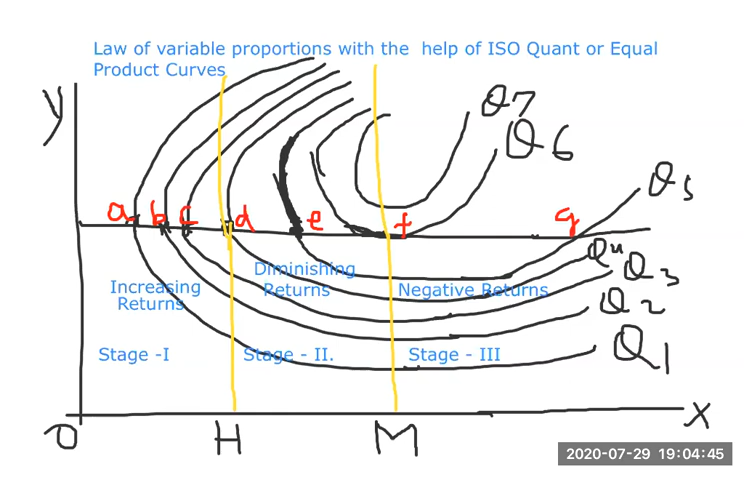 Law of variable proportions with the help of ISO Quant or Equal
Product Curves
y
Q7
Q6
Q5
a b c d e f g
Q4
Q3
Diminishing
Increasing
Returns
Negative Returns
Returns
Q2
Q1
Stage -I
Stage - II.
Stage - III
X
O
H
M
2020-07-29 19:04:45